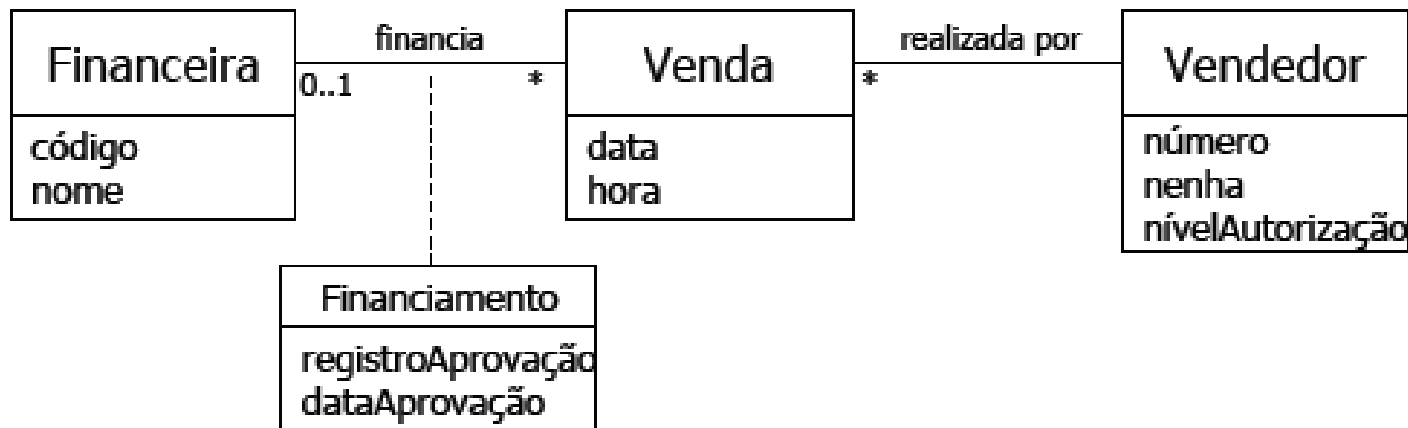 Financeira
código
nome
financia
0..1
*
Venda
data
hora
realizada por
*
Vendedor
número
nenha
nívelAutorização
Financiamento
registroAprovação
dataAprovação